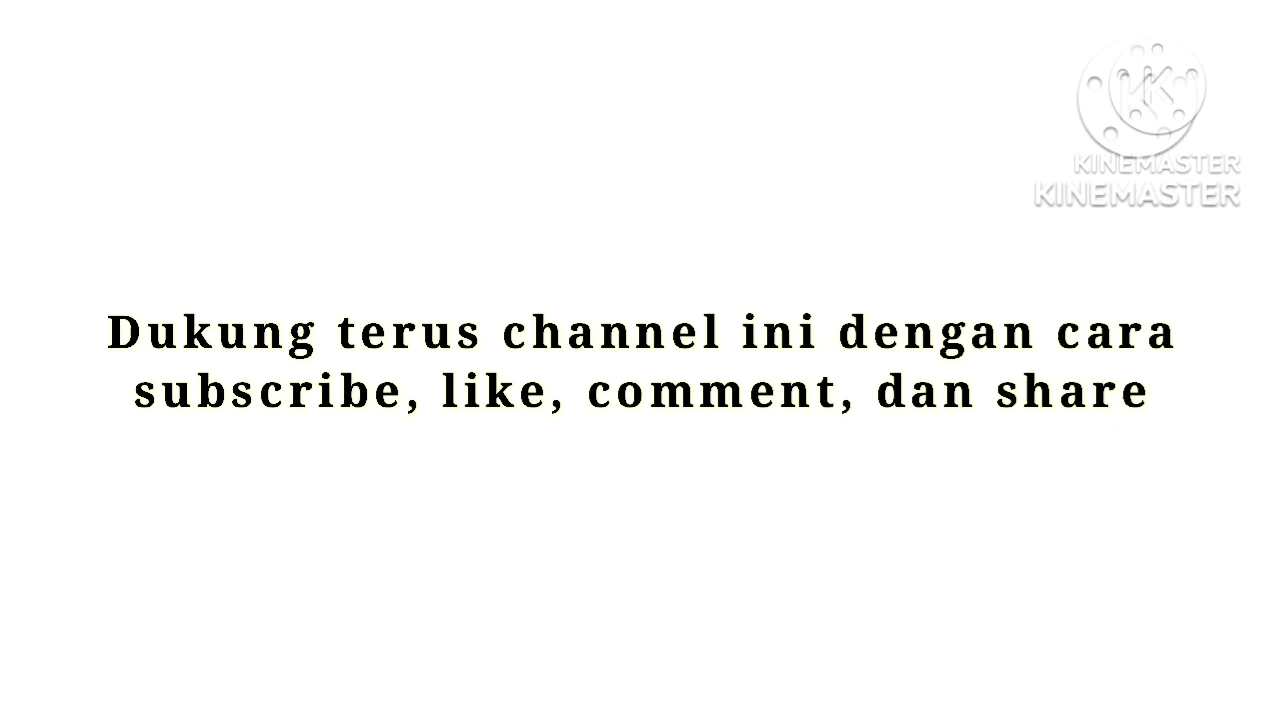 KINEMASTER
KINEMASTER
Dukung terus channel ini dengan cara
subscribe, like, comment, dan share